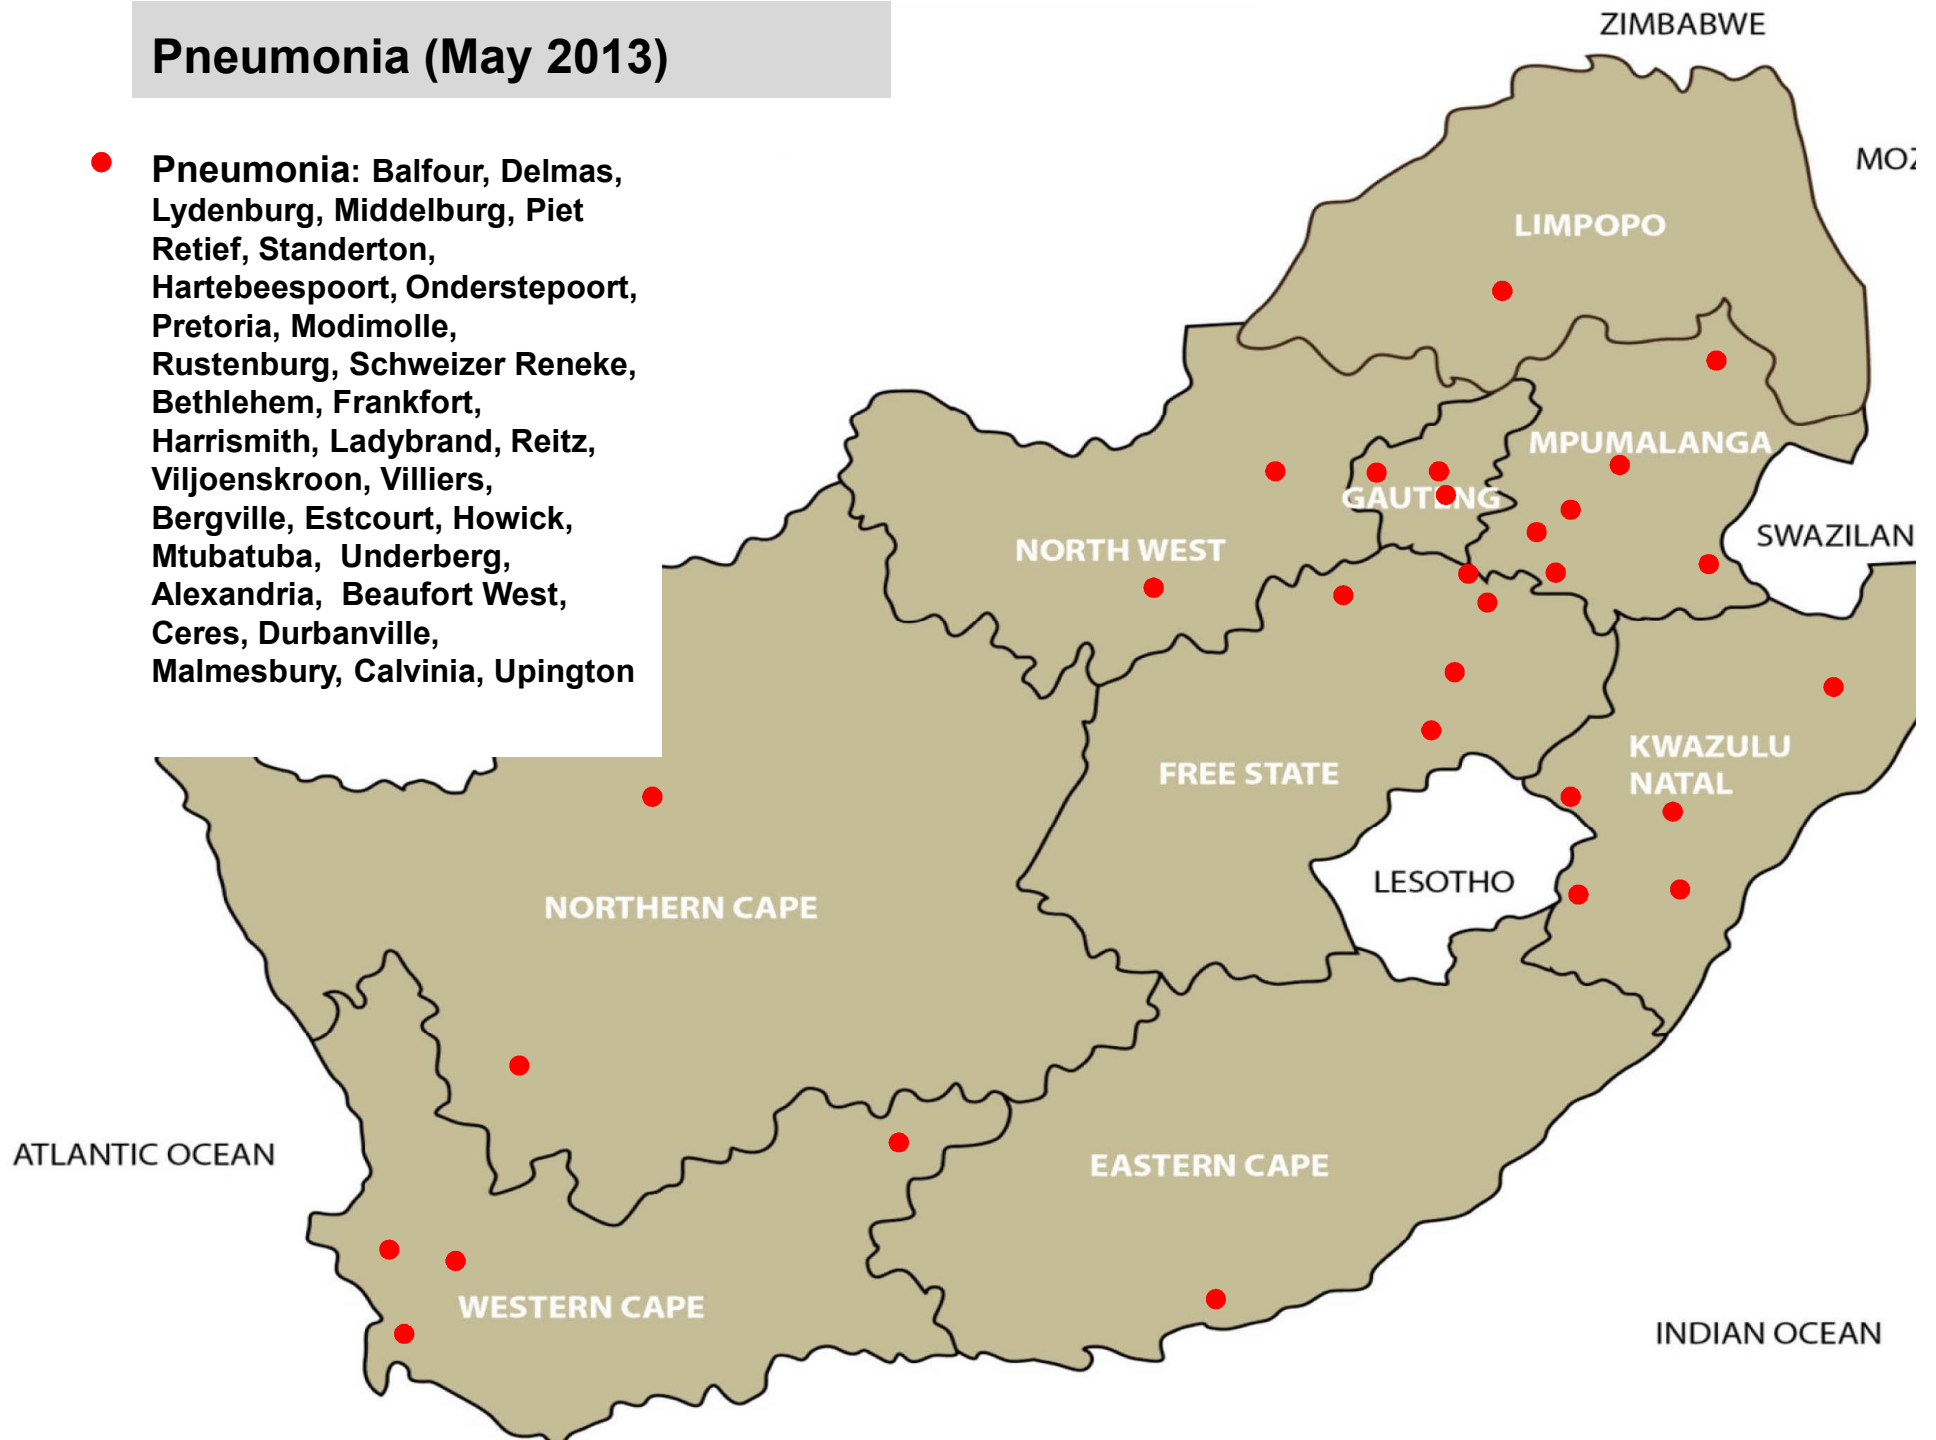 Pneumonia (May 2013)
Pneumonia: Balfour, Delmas,
Lydenburg, Middelburg, Piet
Retief, Standerton,
Hartebeespoort, Onderstepoort,
Pretoria, Modimolle,
Rustenburg, Schweizer Reneke,
Bethlehem, Frankfort,
Harrismith, Ladybrand, Reitz,
Viljoenskroon, Villiers,
Bergville, Estcourt, Howick,
Mtubatuba, Underberg,
Alexandria, Beaufort West,
Ceres, Durbanville,
Malmesbury, Calvinia, Upington
ZIMBABWE
MOZ
LIMPOPO
MPUMALANGA
GAUTENG
SWAZILAN
NORTH WEST
KWAZULU
NATAL
FREE STATE
LESOTHO
NORTHERN CAPE
ATLANTIC OCEAN
EASTERN CAPE
WESTERN CAPE
INDIAN OCEAN